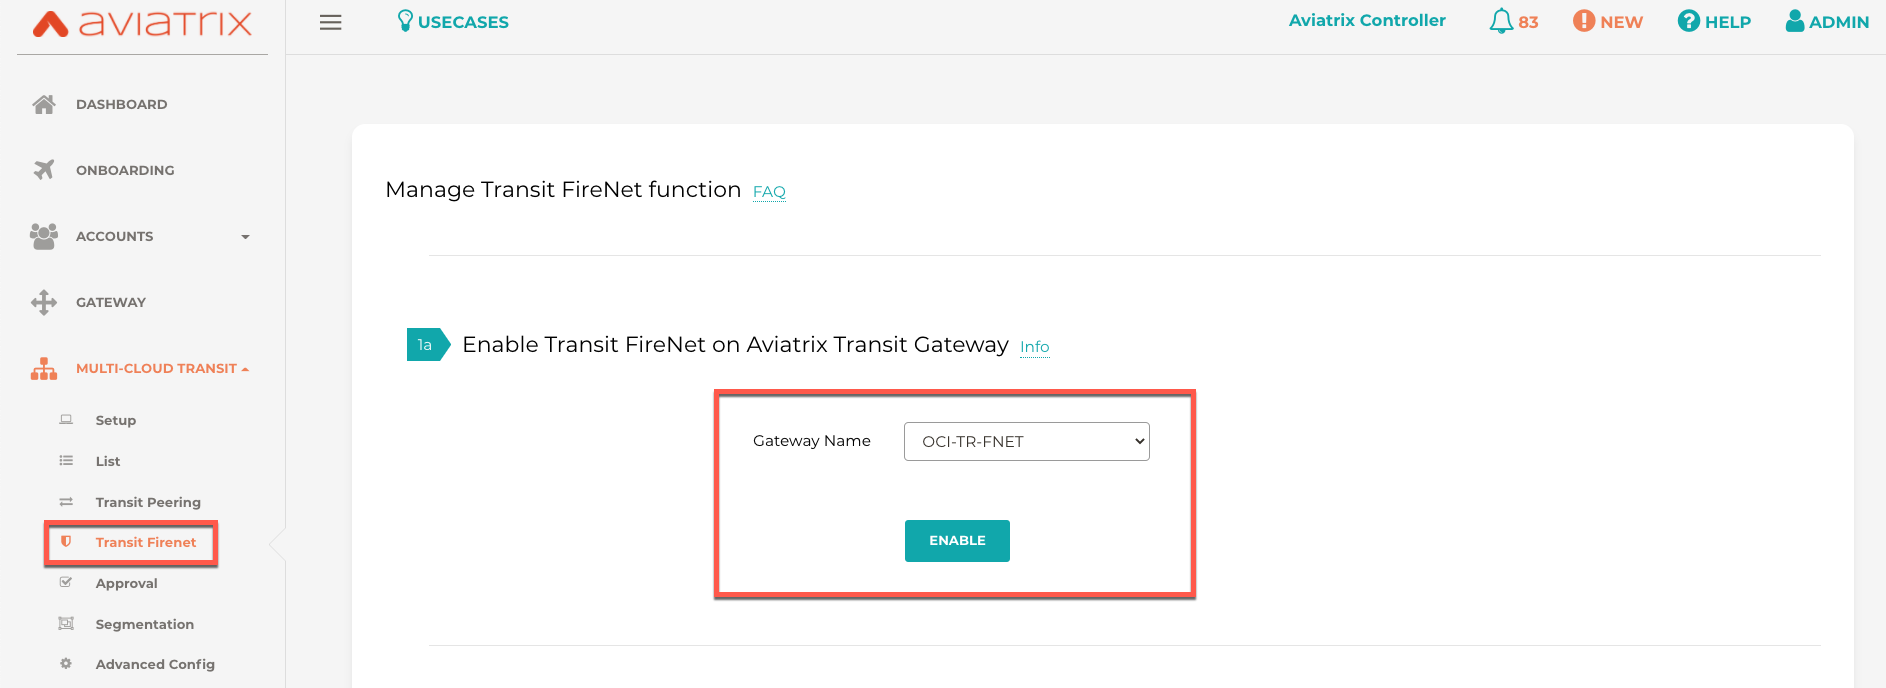 aviatrix
USECASES
Aviatrix Controller
83
NEW
HELP
ADMIN
DASHBOARD
ONBOARDING
ACCOUNTS
GATEWAY
MULTI-CLOUD TRANSIT
Setup
List
Transit Peering
Transit Firenet
Approval
Segmentation
Advanced Config
Manage Transit FireNet function FAQ
1a Enable Transit FireNet on Aviatrix Transit Gateway Info
Gateway Name OCI-TR-FNET
ENABLE